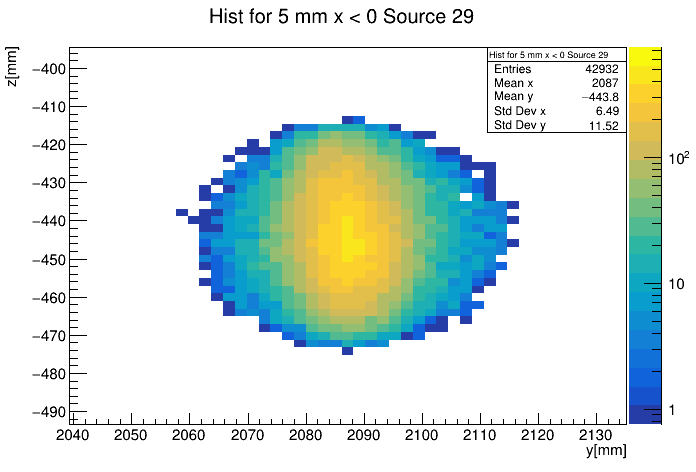 Hist for 5 mm x < 0 Source 29
z[mm]
Hist for 5 mm x < 0 Source 29
Entries 42932
Mean x 2087
Mean y −443.8
Std Dev x 6.49
Std Dev y 11.52
−400
−410
−420
−430
−440
−450
−460
−470
−480
−490
10²
10
1
2040 2050 2060 2070 2080 2090 2100 2110 2120 2130
y[mm]